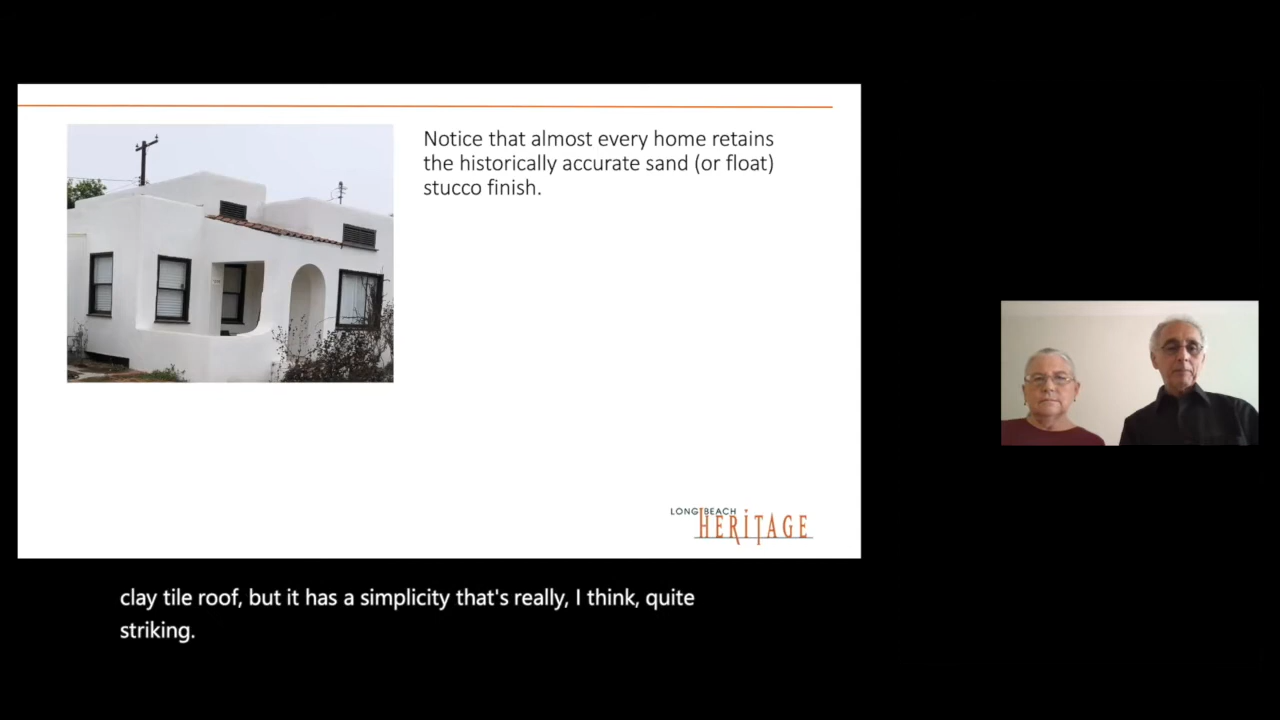 Notice that almost every home retains
the historically accurate sand (or float)
stucco finish.
LONG BEACH
HERITAGE
clay tile roof, but it has a simplicity that's really, I think, quite
striking.